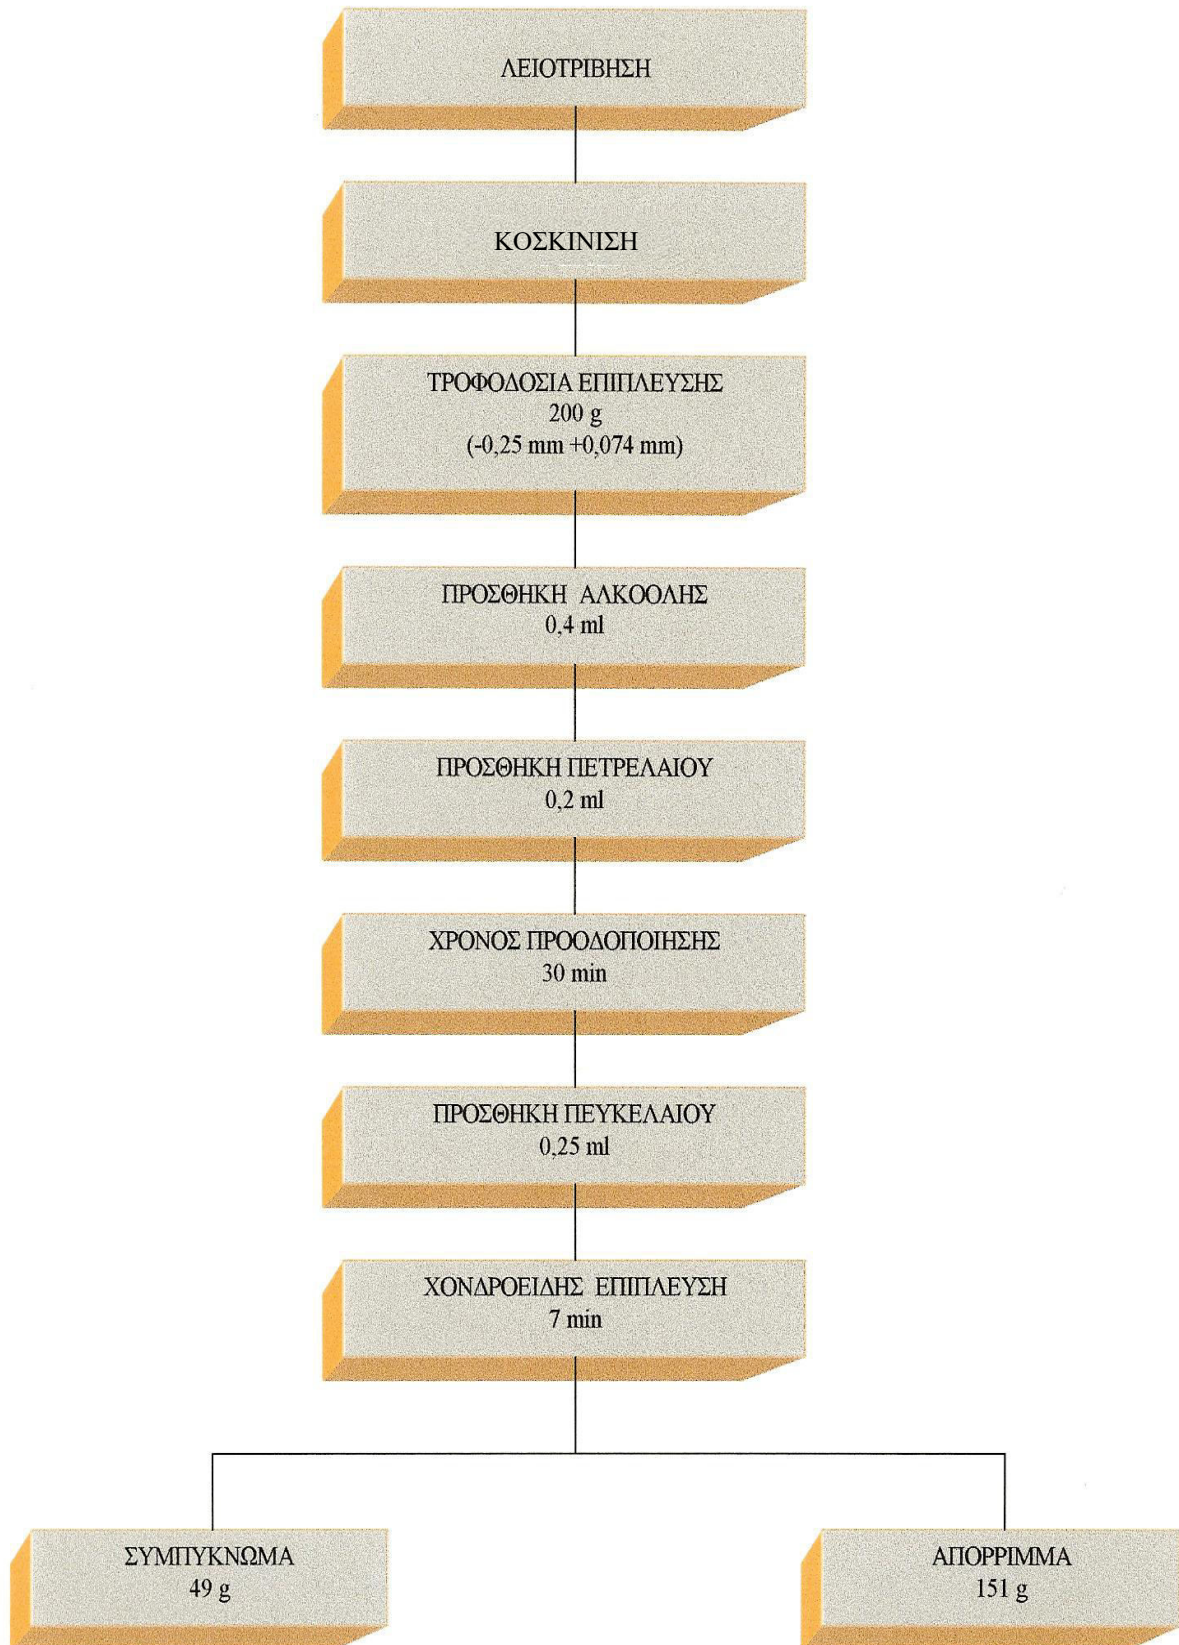 ΛΕΙΟΤΡΙΒΗΣΗ
ΚΟΣΚΙΝΙΣΗ
ΤΡΟΦΟΔΟΣΙΑ ΕΠΙΠΛΕΥΣΗΣ
200 g
(-0,25 mm +0,074 mm)
ΠΡΟΣΘΗΚΗ ΑΛΚΟΟΛΗΣ
0,4 ml
ΠΡΟΣΘΗΚΗ ΠΕΤΡΕΛΑΙΟΥ
0,2 ml
ΧΡΟΝΟΣ ΠΡΟΟΔΟΠΟΙΗΣΗΣ
30 min
ΠΡΟΣΘΗΚΗ ΠΕΥΚΕΛΑΙΟΥ
0,25 ml
ΧΟΝΔΡΟΕΙΔΗΣ ΕΠΙΠΛΕΥΣΗ
7 min
ΣΥΜΠΥΚΝΩΜΑ
49 g
ΑΠΟΡΡΙΜΜΑ
151 g